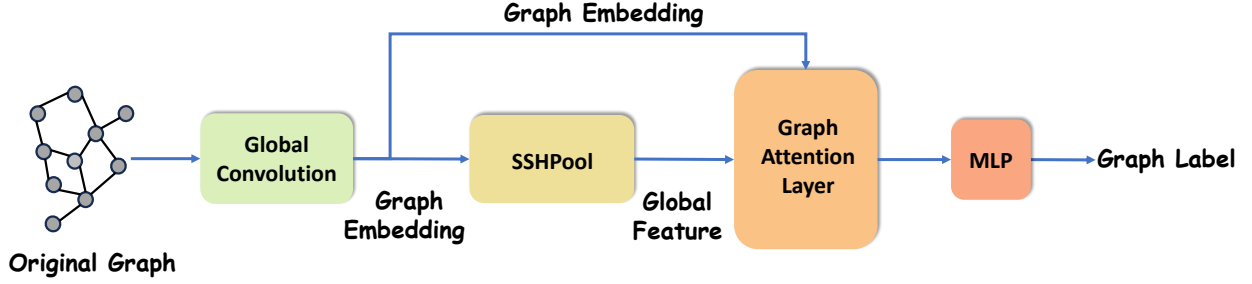 Graph Embedding
Global
Convolution
SSHPool
Graph
Attention
Layer
MLP
Graph Label
Graph
Embedding
Global
Feature
Original Graph